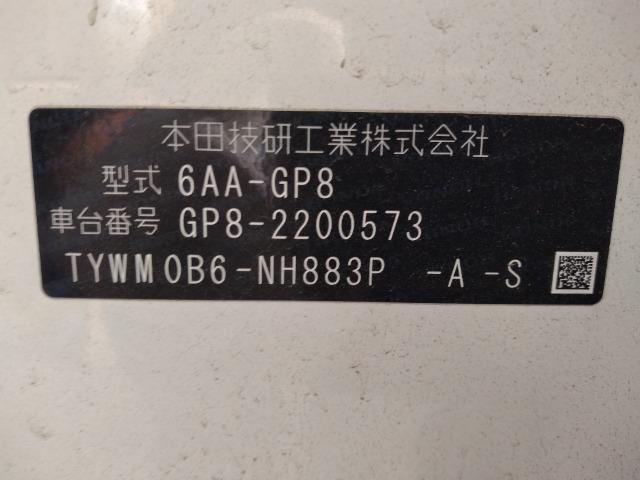 本田技研工業株式会社
型式 6AA-GP8
車台番号 GP8-2200573
TYWM0B6-NH883P -A -S